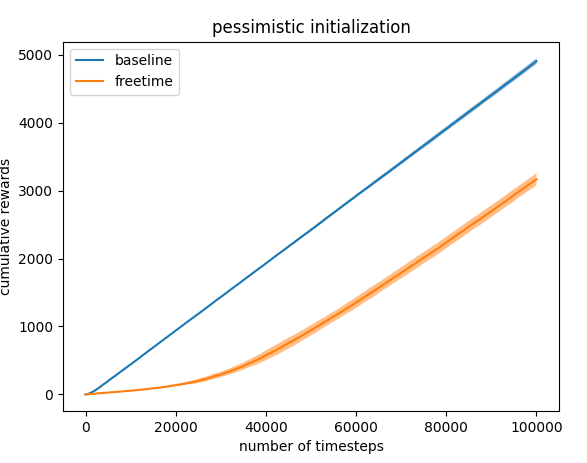 pessimistic initialization
baseline
freetime
cumulative rewards
5000
4000
3000
2000
1000
0
0 20000 40000 60000 80000 100000
number of timesteps